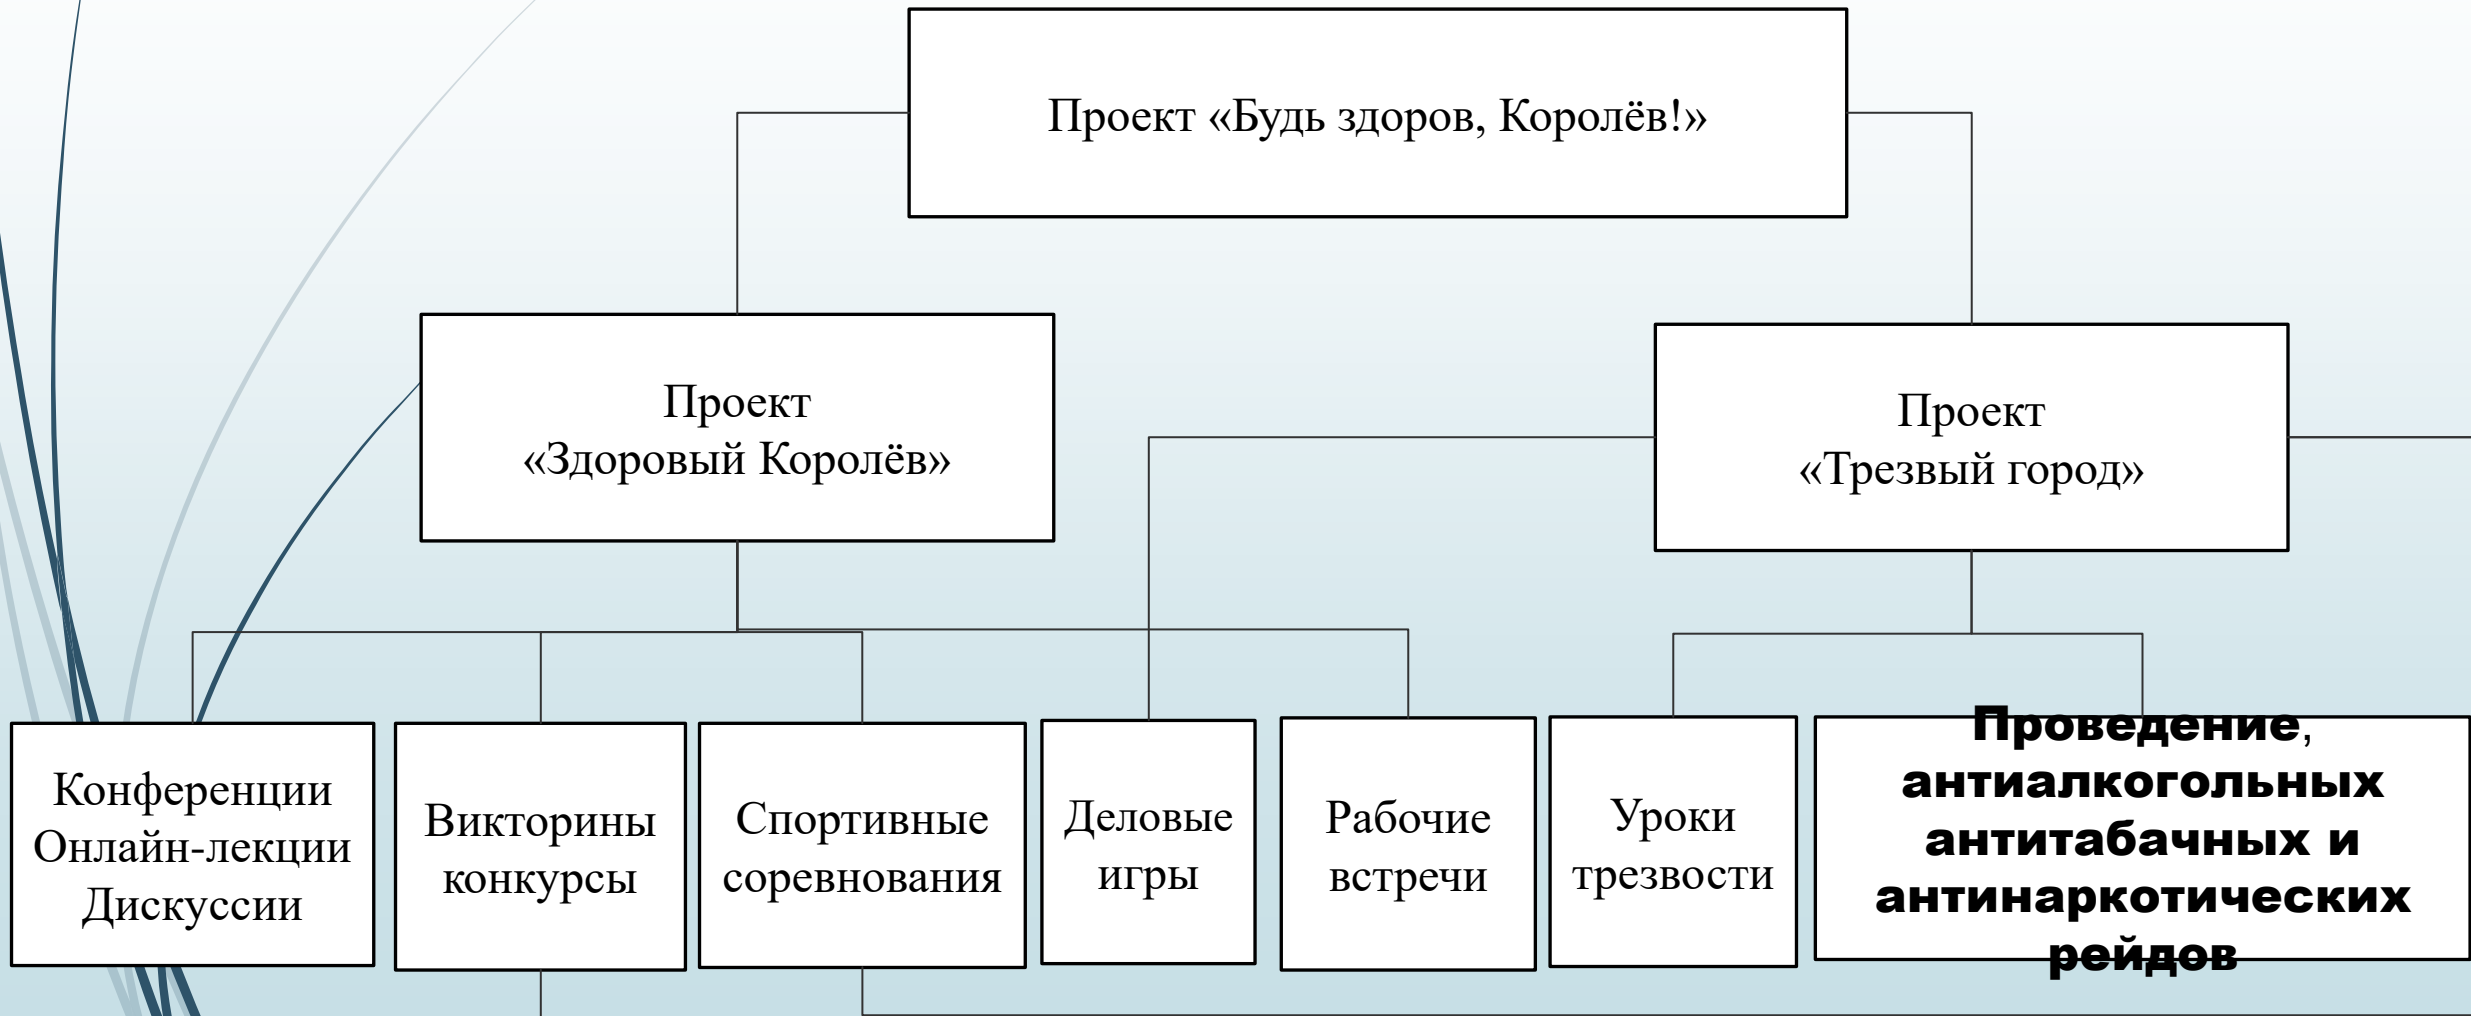 Проект «Будь здоров, Королёв!»
Проект
«Здоровый Королёв»
Проект
«Трезвый город»
Конференции
Онлайн-лекции
Дискуссии
Викторины
конкурсы
Спортивные
соревнования
Деловые
игры
Рабочие
встречи
Уроки
трезвости
Проведение,
антиалкогольных
антитабачных и
антинаркотических
рейдов